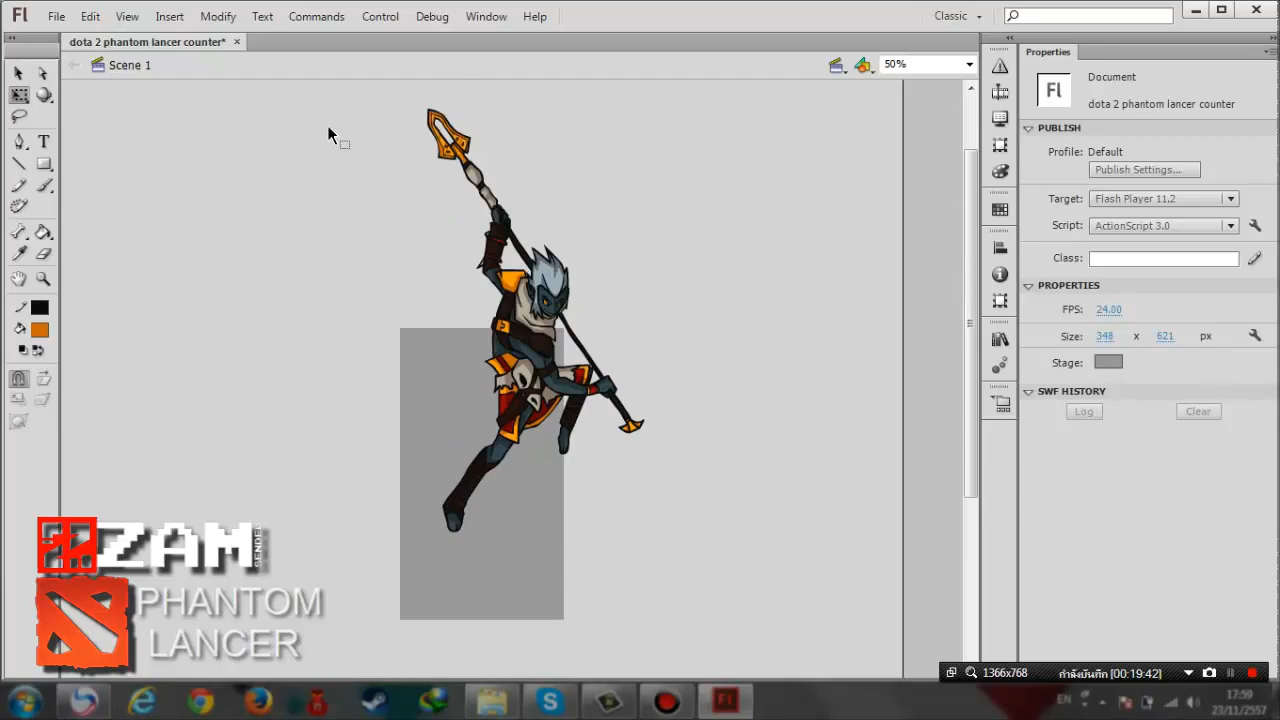 Fl File Edit View Insert Modify Text Commands Control Debug Window Help Classic
dota 2 phantom lancer counter* ×
Scene 1 50%
Properties
Fl Document
dota 2 phantom lancer counter
PUBLISH
Profile: Default
Publish Settings...
Target: Flash Player 11.2
Script: ActionScript 3.0
Class:
PROPERTIES
FPS: 24.00
Size: 348 x 621 px
Stage:
SWF HISTORY
Log Clear
ZAM
SENDER
PHANTOM
LANCER
1366x768 กำลังบันทึก [00:19:42]
EN 17:59
23/11/2557